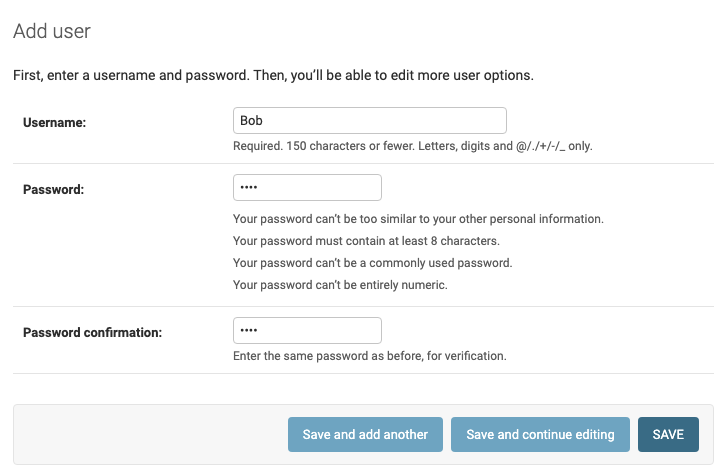 Add user
First, enter a username and password. Then, you'll be able to edit more user options.
Username:
Bob
Required. 150 characters or fewer. Letters, digits and @/./+/-/_ only.
Password:
••••
Your password can't be too similar to your other personal information.
Your password must contain at least 8 characters.
Your password can't be a commonly used password.
Your password can't be entirely numeric.
Password confirmation:
••••
Enter the same password as before, for verification.
Save and add another
Save and continue editing
SAVE